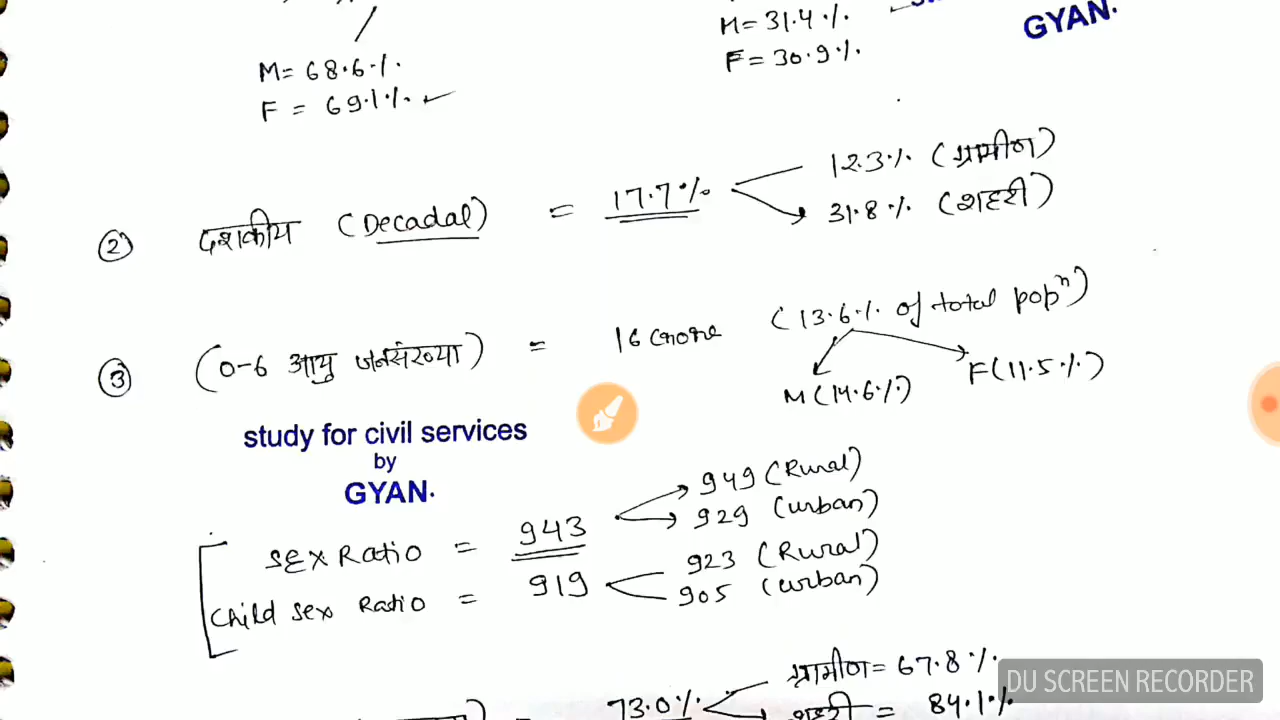 M = 31.4%.
GYAN.
M= 68.6%.
F = 30.9%.
F = 69.1%.
12.3% (ग्रामीण)
② दशकीय (Decadal) = 17.7%
31.8% (शहरी)
③ (0-6 आयु जनसंख्या) = 16 crore (13.6% of total popⁿ)
M (14.6%) F (11.5%)
study for civil services
by
GYAN.
949 (Rural)
SEX Ratio = 943
929 (urban)
923 (Rural)
Child Sex Ratio = 919
905 (urban)
ग्रामीण = 67.8%
73.0%
शहरी = 84.1%
DU SCREEN RECORDER